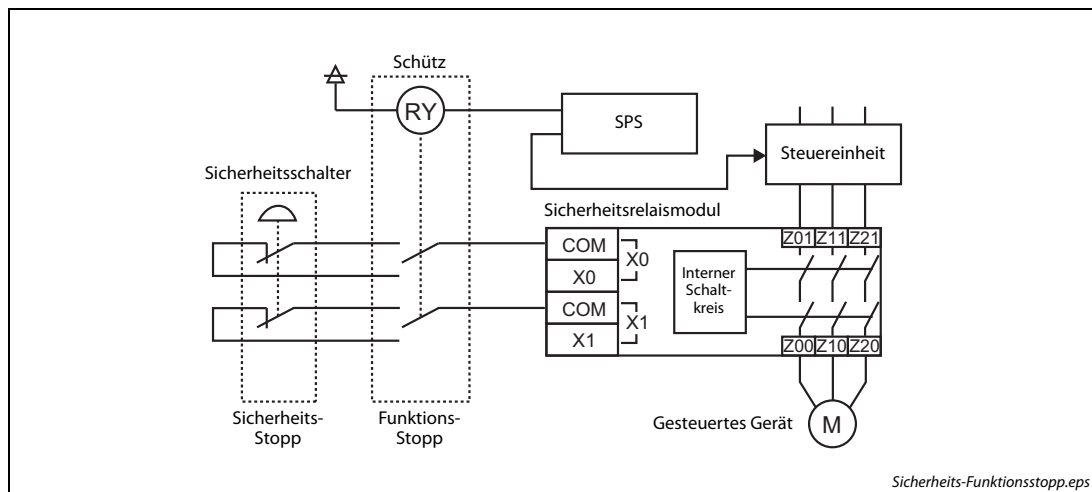 Schütz
RY
SPS
Steuereinheit
Sicherheitsschalter
Sicherheitsrelaismodul
Z01 Z11 Z21
COM
X0
X0
COM
X1
X1
Interner
Schalt-
kreis
Z00 Z10 Z20
Sicherheits-
Stopp
Funktions-
Stopp
Gesteuertes Gerät
M
Sicherheits-Funktionsstopp.eps